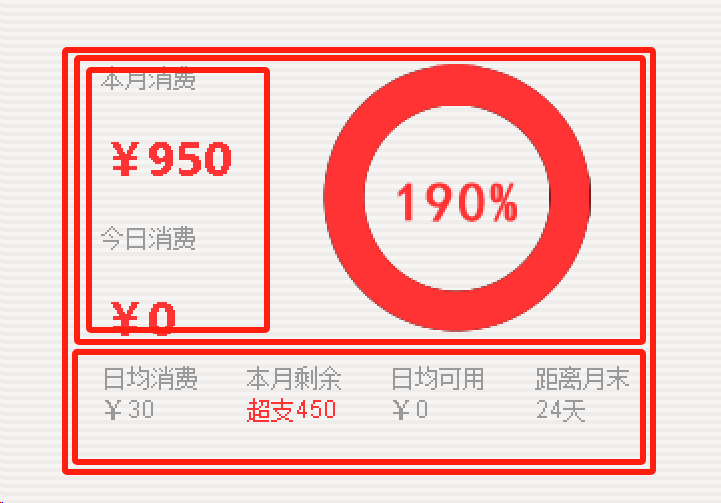 本月消费
￥950
190%
今日消费
￥0
日均消费 本月剩余 日均可用 距离月末
￥30 超支450 ￥0 24天